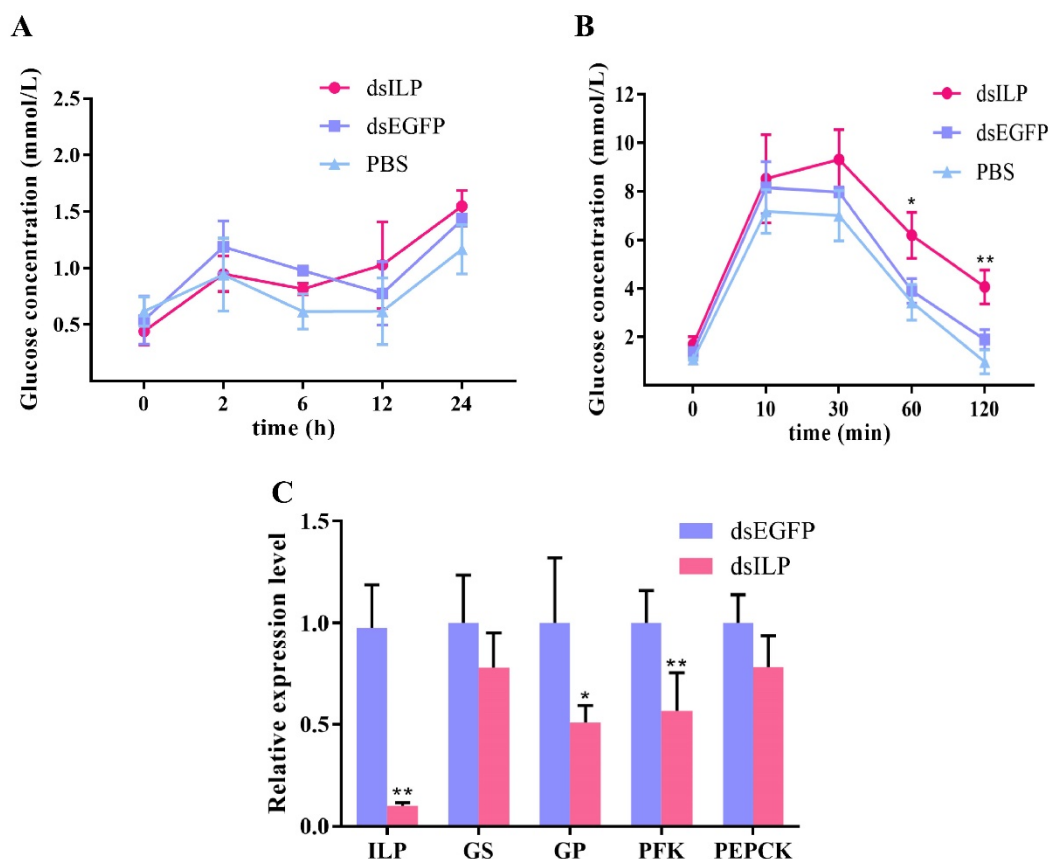 A
Glucose concentration (mmol/L)
dsILP
dsEGFP
PBS
2.5
2.0
1.5
1.0
0.5
0 2 6 12 24
time (h)
B
Glucose concentration (mmol/L)
dsILP
dsEGFP
PBS
12
10
8
6
4
2
*
**
0 10 30 60 120
time (min)
C
Relative expression level
dsEGFP
dsILP
1.5
1.0
0.5
0.0
**
*
**
ILP GS GP PFK PEPCK